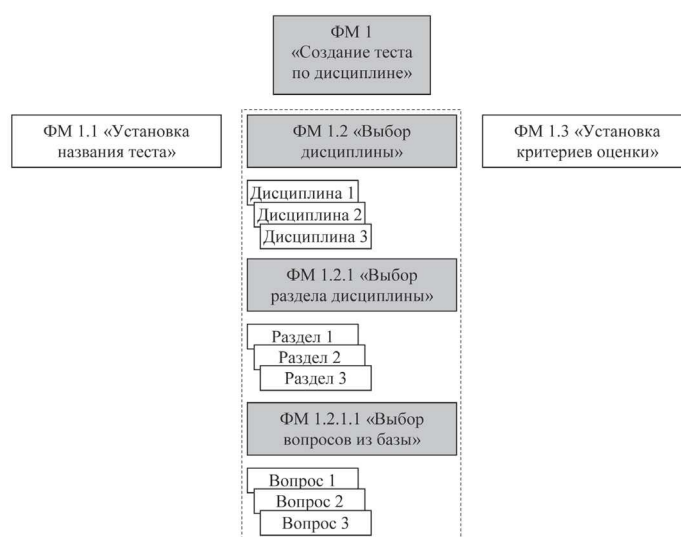 ФМ 1
«Создание теста
по дисциплине»
ФМ 1.1 «Установка
названия теста»
ФМ 1.2 «Выбор
дисциплины»
ФМ 1.3 «Установка
критериев оценки»
Дисциплина 1
Дисциплина 2
Дисциплина 3
ФМ 1.2.1 «Выбор
раздела дисциплины»
Раздел 1
Раздел 2
Раздел 3
ФМ 1.2.1.1 «Выбор
вопросов из базы»
Вопрос 1
Вопрос 2
Вопрос 3